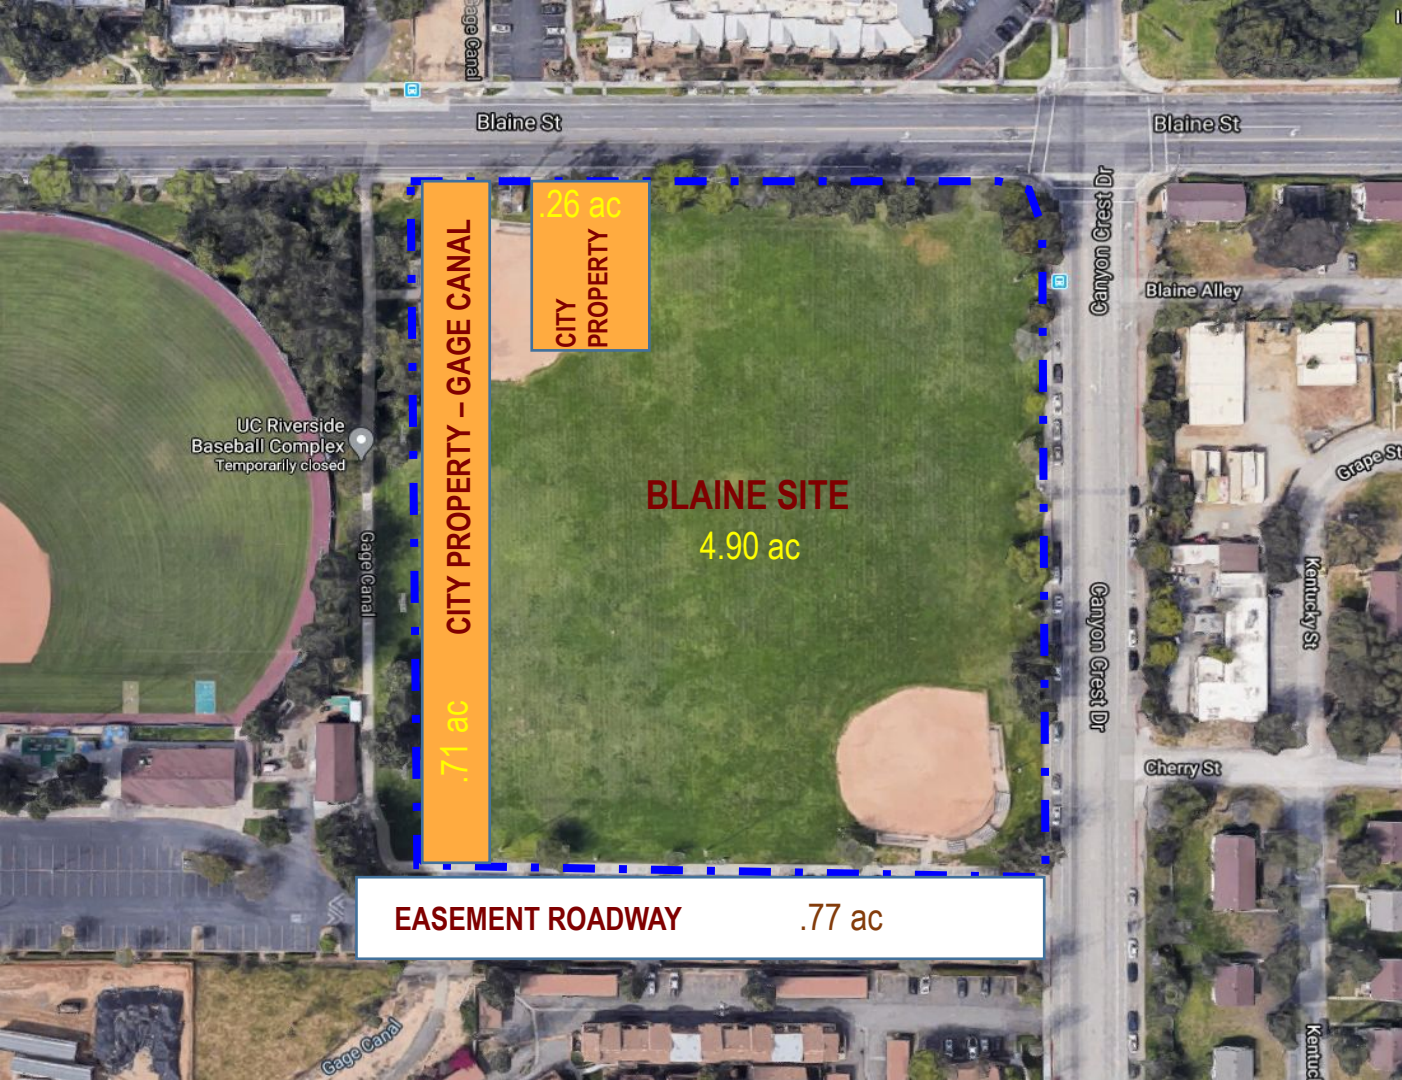 Gage Canal
Blaine St
Blaine St
.26 ac
CITY
PROPERTY
CITY PROPERTY – GAGE CANAL
.71 ac
Canyon Crest Dr
Blaine Alley
UC Riverside
Baseball Complex
Temporarily closed
Grape St
BLAINE SITE
4.90 ac
Gage Canal
Kentucky St
Canyon Crest Dr
Cherry St
EASEMENT ROADWAY .77 ac
Gage Canal
Kentuc